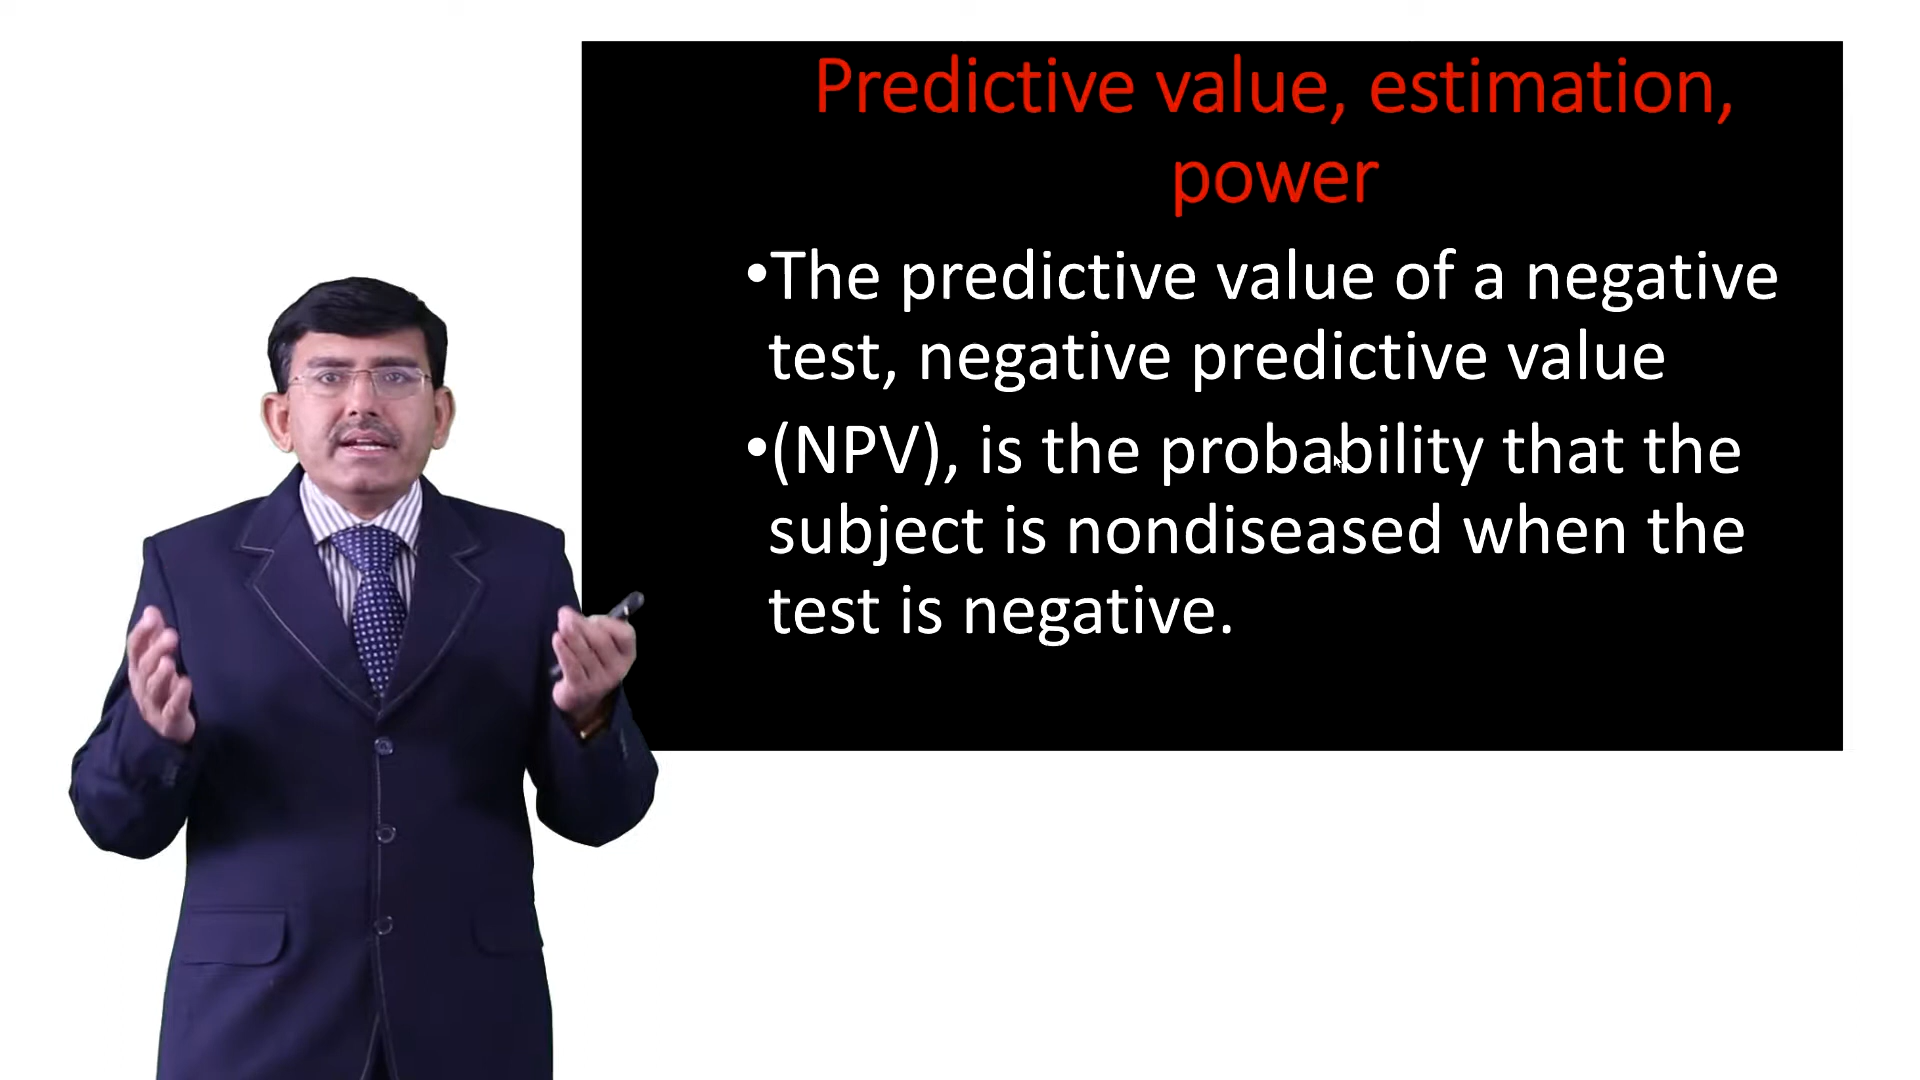 Predictive value, estimation,
power
•The predictive value of a negative
test, negative predictive value
•(NPV), is the probability that the
subject is nondiseased when the
test is negative.